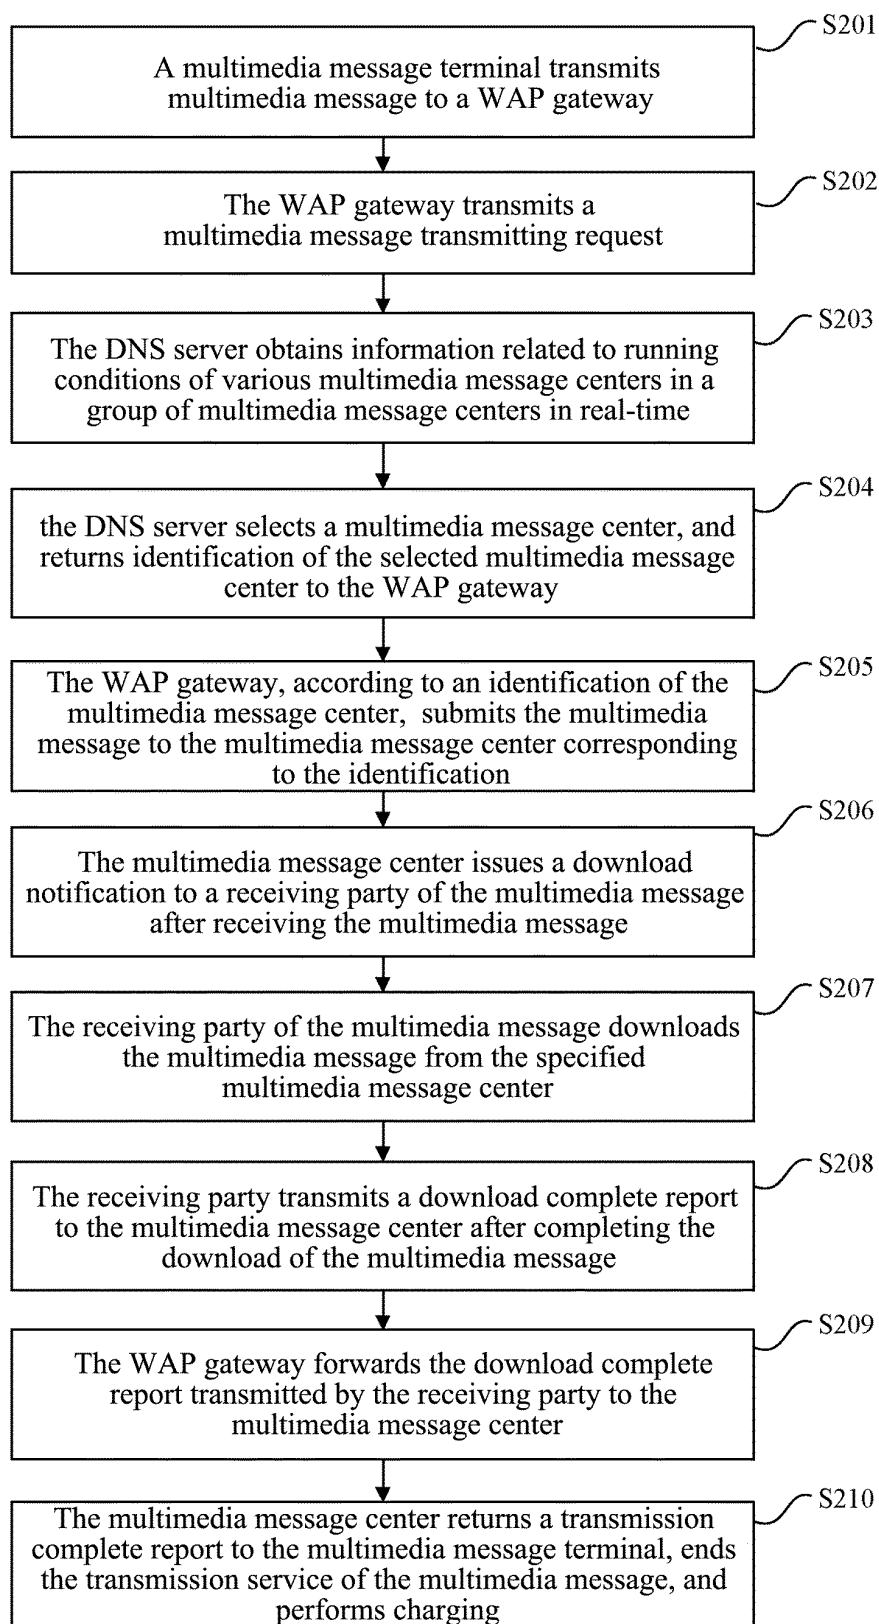 S201
A multimedia message terminal transmits
multimedia message to a WAP gateway
S202
The WAP gateway transmits a
multimedia message transmitting request
S203
The DNS server obtains information related to running
conditions of various multimedia message centers in a
group of multimedia message centers in real-time
S204
the DNS server selects a multimedia message center, and
returns identification of the selected multimedia message
center to the WAP gateway
S205
The WAP gateway, according to an identification of the
multimedia message center, submits the multimedia
message to the multimedia message center corresponding
to the identification
S206
The multimedia message center issues a download
notification to a receiving party of the multimedia message
after receiving the multimedia message
S207
The receiving party of the multimedia message downloads
the multimedia message from the specified
multimedia message center
S208
The receiving party transmits a download complete report
to the multimedia message center after completing the
download of the multimedia message
S209
The WAP gateway forwards the download complete
report transmitted by the receiving party to the
multimedia message center
S210
The multimedia message center returns a transmission
complete report to the multimedia message terminal, ends
the transmission service of the multimedia message, and
performs charging